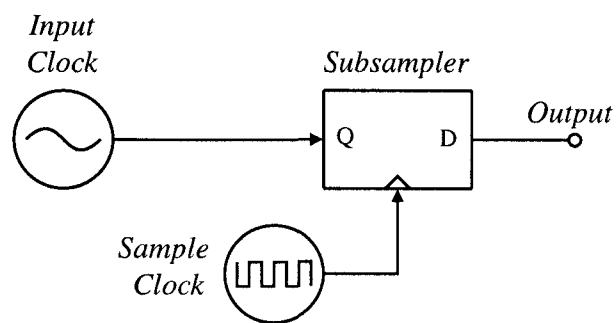 Input
Clock
Subsampler
Q
D
Output
Sample
Clock